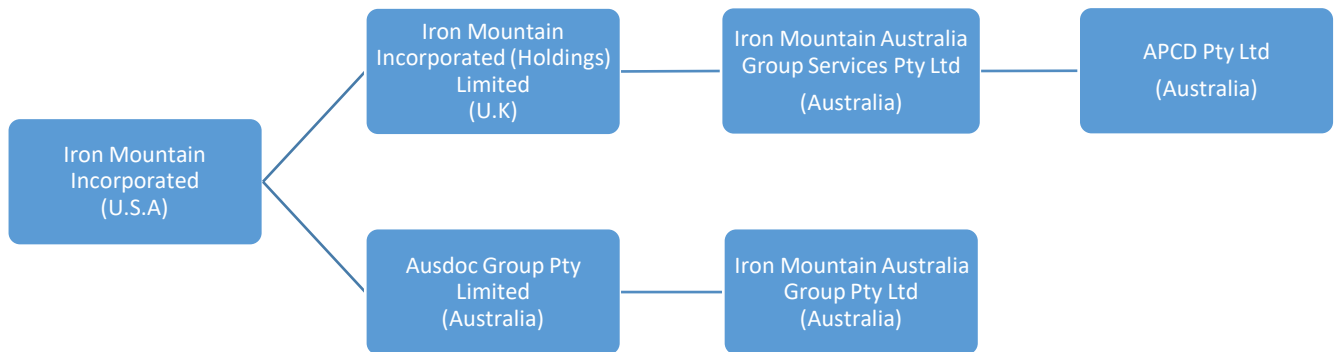 Iron Mountain
Incorporated
(U.S.A)
Iron Mountain
Incorporated (Holdings)
Limited
(U.K)
Iron Mountain Australia
Group Services Pty Ltd
(Australia)
APCD Pty Ltd
(Australia)
Ausdoc Group Pty
Limited
(Australia)
Iron Mountain Australia
Group Pty Ltd
(Australia)